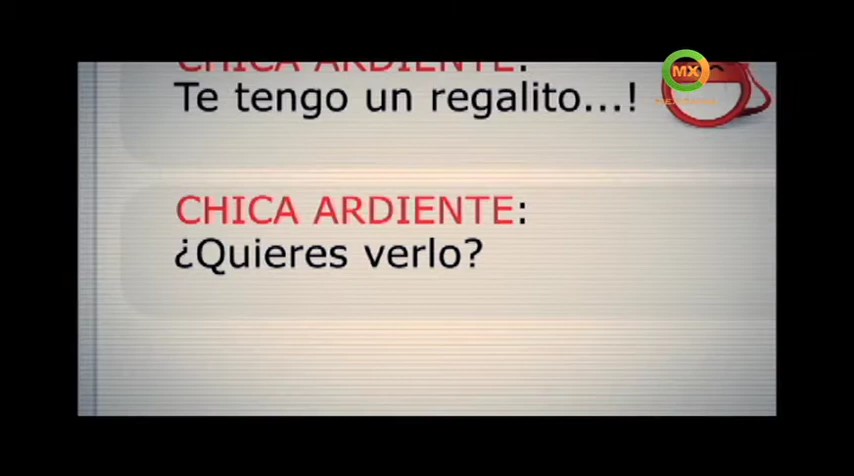 CHICA ARDIENTE:
Te tengo un regalito...!
MX
CHICA ARDIENTE:
¿Quieres verlo?